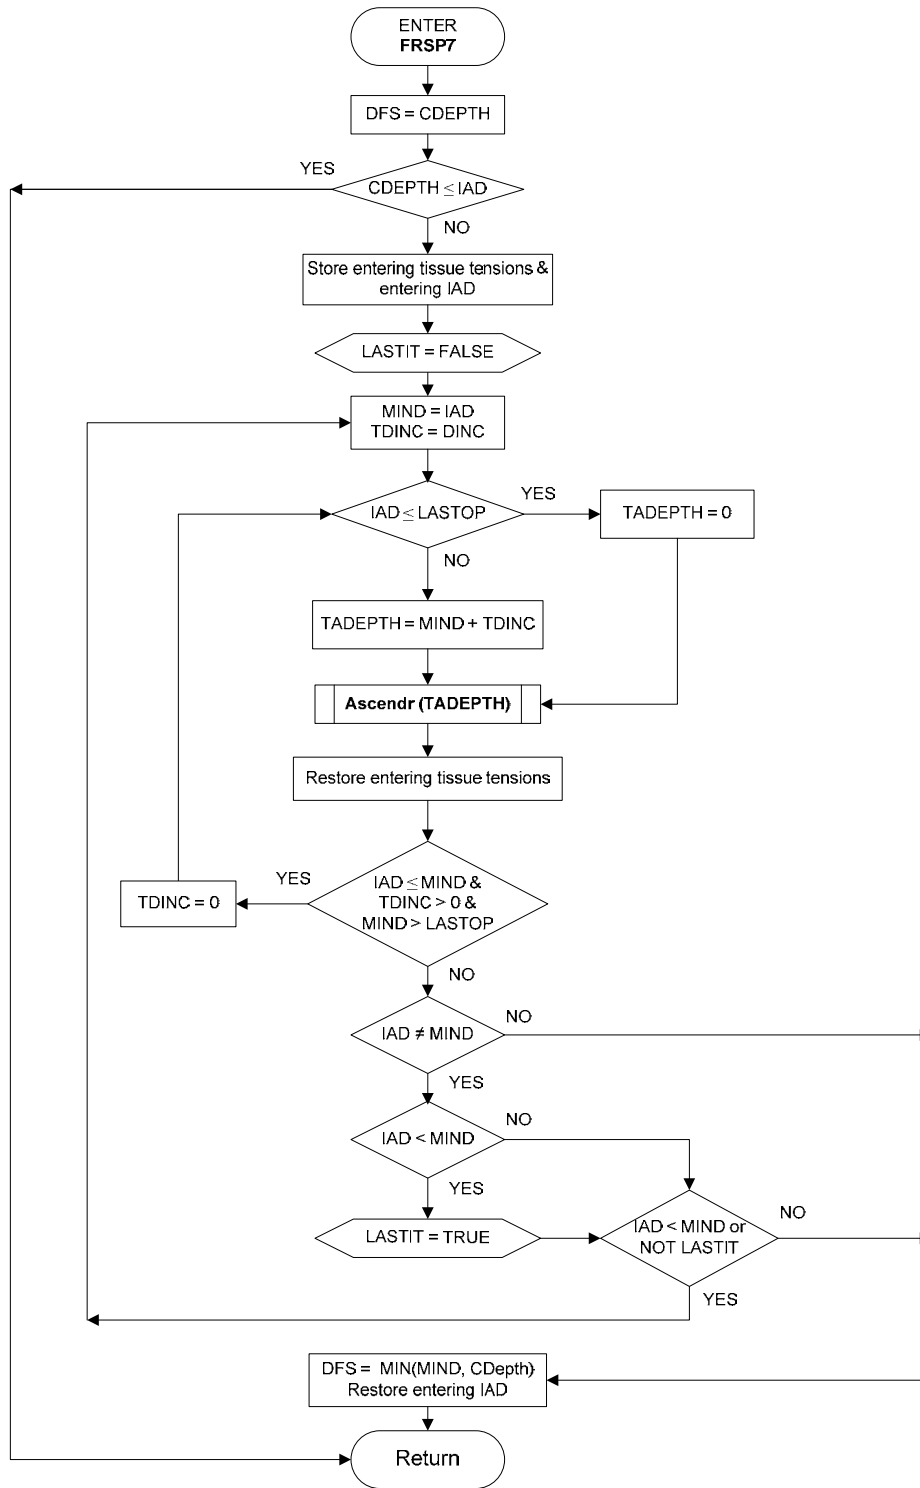 ENTER
FRSP7
DFS = CDEPTH
YES
CDEPTH ≤ IAD
NO
Store entering tissue tensions &
entering IAD
LASTIT = FALSE
MIND = IAD
TDINC = DINC
YES
IAD ≤ LASTOP
TADEPTH = 0
NO
TADEPTH = MIND + TDINC
Ascendr (TADEPTH)
Restore entering tissue tensions
YES
IAD ≤ MIND &
TDINC > 0 &
MIND > LASTOP
TDINC = 0
NO
NO
IAD ≠ MIND
YES
NO
IAD < MIND
YES
NO
LASTIT = TRUE
IAD < MIND or
NOT LASTIT
YES
DFS = MIN(MIND, CDepth)
Restore entering IAD
Return